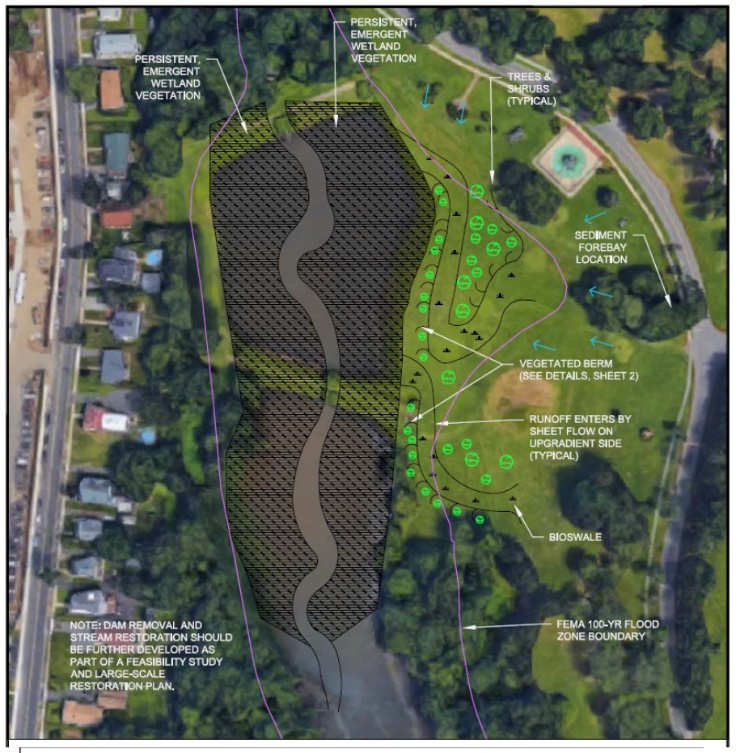 PERSISTENT,
EMERGENT
WETLAND
VEGETATION
PERSISTENT,
EMERGENT
WETLAND
VEGETATION
TREES &
SHRUBS
(TYPICAL)
SEDIMENT
FOREBAY
LOCATION
VEGETATED BERM
(SEE DETAILS, SHEET 2)
RUNOFF ENTERS BY
SHEET FLOW ON
UPGRADIENT SIDE
(TYPICAL)
BIOSWALE
FEMA 100-YR FLOOD
ZONE BOUNDARY
NOTE: DAM REMOVAL AND
STREAM RESTORATION SHOULD
BE FURTHER DEVELOPED AS
PART OF A FEASIBILITY STUDY
AND LARGE-SCALE
RESTORATION PLAN.